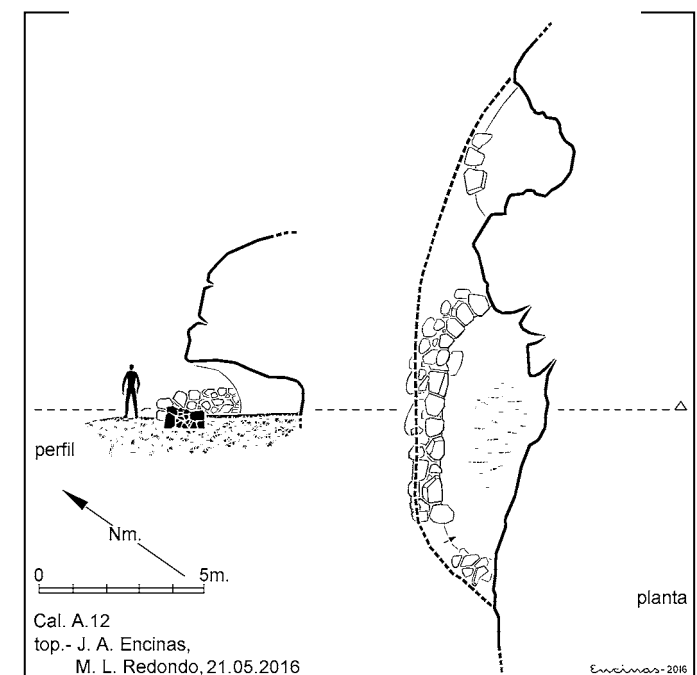 perfil
Nm.
0 5m.
Cal. A.12
top.- J. A. Encinas,
M. L. Redondo, 21.05.2016
planta
Encinas-2016